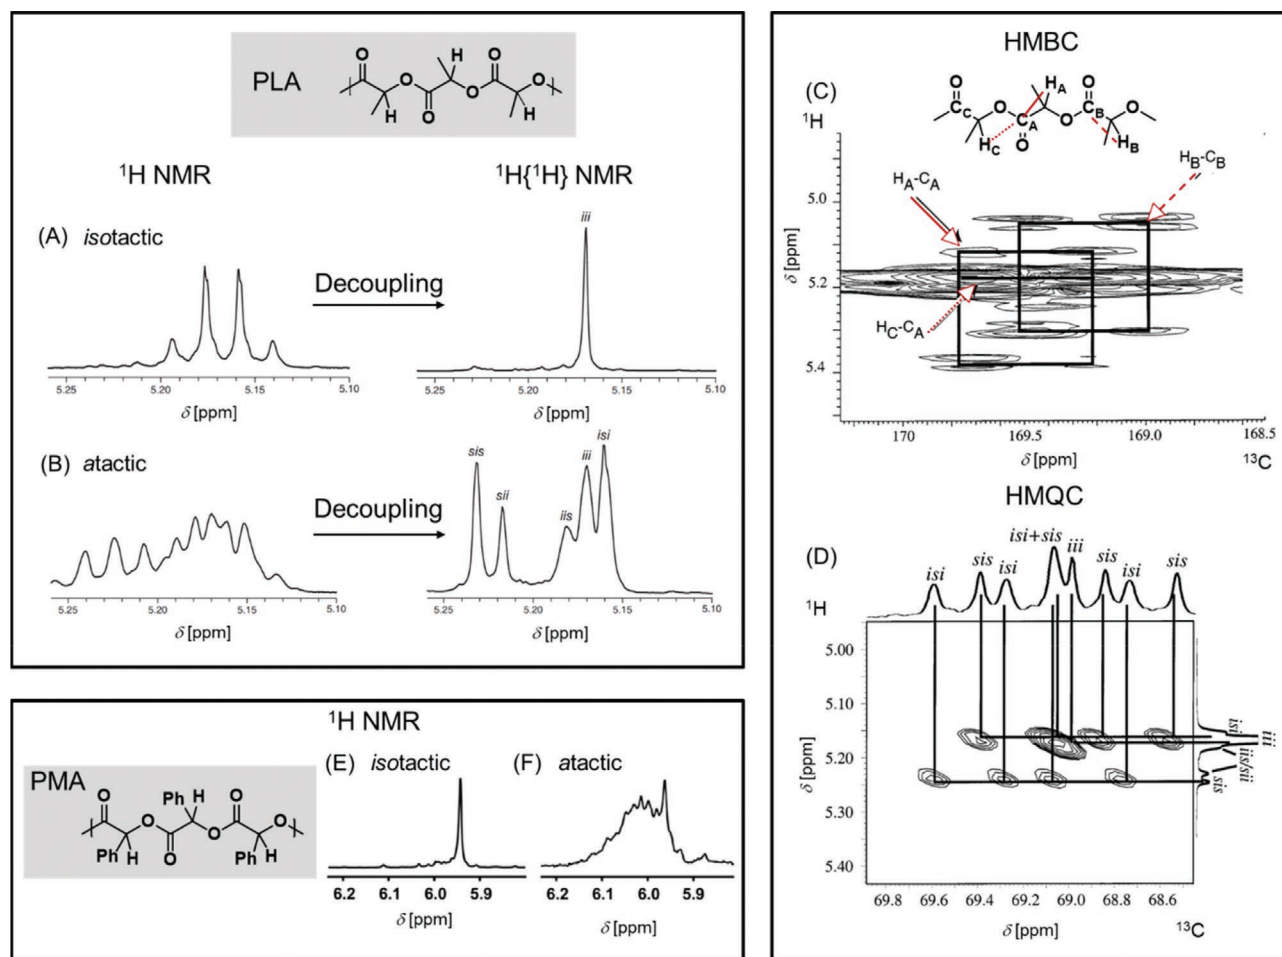 PLA
O
H
O
O
O
O
H
O
H
¹H NMR
¹H{¹H} NMR
(A) isotactic
Decoupling
iii
5.25 5.20 5.15 5.10
δ [ppm]
5.25 5.20 5.15 5.10
δ [ppm]
(B) atactic
Decoupling
sis
sii
iis
iii
isi
5.25 5.20 5.15 5.10
δ [ppm]
5.25 5.20 5.15 5.10
δ [ppm]
¹H NMR
PMA
O
Ph H
O
O
O
O
O
Ph H
Ph H
(E) isotactic
6.2 6.1 6.0 5.9
δ [ppm]
(F) atactic
6.2 6.1 6.0 5.9
δ [ppm]
HMBC
(C)
O
C_C
O
H_C
C_A
O
H_A
O
O
C_B
H_B
O
¹H
H_A-C_A
H_B-C_B
H_C-C_A
5.0
5.2
5.4
δ [ppm]
170 169.5 169.0 168.5
δ [ppm]
¹³C
HMQC
(D)
isi sis isi isi+sis iii sis isi sis
¹H
5.00
5.10
5.20
5.30
5.40
δ [ppm]
isi
iii
iis/sii
sis
69.8 69.6 69.4 69.2 69.0 68.8 68.6
δ [ppm]
¹³C